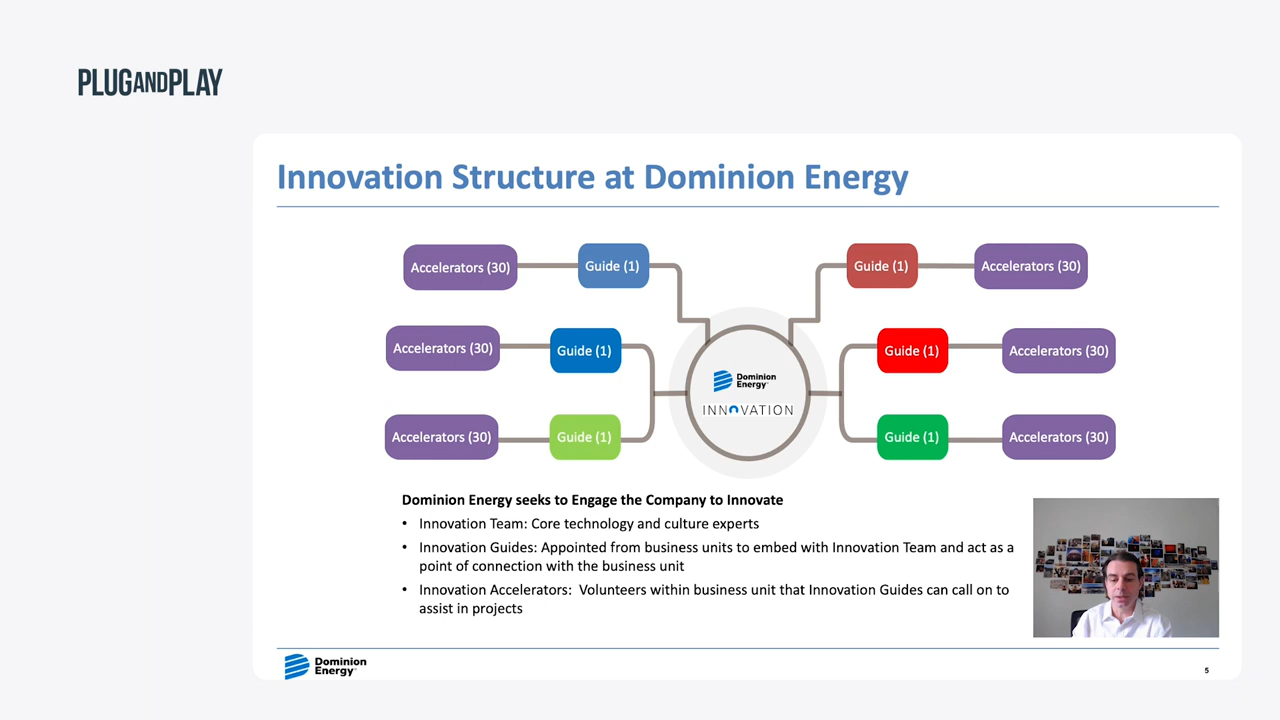 PLUGANDPLAY
Innovation Structure at Dominion Energy
Accelerators (30)
Guide (1)
Guide (1)
Accelerators (30)
Accelerators (30)
Guide (1)
Guide (1)
Accelerators (30)
Dominion
Energy
INNOVATION
Accelerators (30)
Guide (1)
Guide (1)
Accelerators (30)
Dominion Energy seeks to Engage the Company to Innovate
• Innovation Team: Core technology and culture experts
• Innovation Guides: Appointed from business units to embed with Innovation Team and act as a
point of connection with the business unit
• Innovation Accelerators: Volunteers within business unit that Innovation Guides can call on to
assist in projects
Dominion
Energy
5